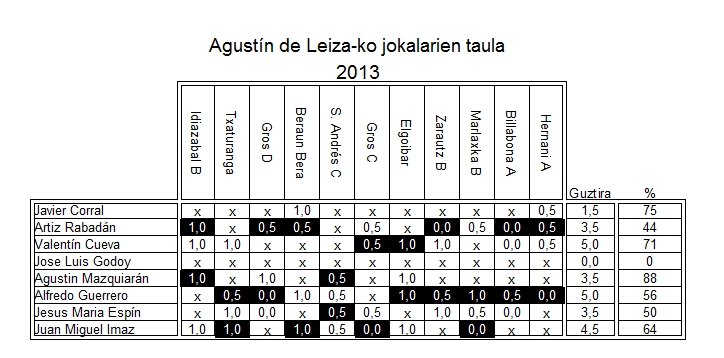 Agustín de Leiza-ko jokalarien taula
2013
Idiazabal B Txaturanga Gros D Beraun Bera S. Andrés C Gros C Elgoibar Zarautz B Marlaxka B Billabona A Hernani A Guztira %
Javier Corral x x x 1,0 x x x x x x 0,5 1,5 75
Artiz Rabadán 1,0 x 0,5 0,5 x 0,5 x 0,0 0,5 0,0 0,5 3,5 44
Valentín Cueva 1,0 1,0 x x x 0,5 1,0 x 0,5 0,0 0,5 5,0 71
Jose Luis Godoy x x x x x x x x x x x 0,0 0
Agustin Mazquiarán 1,0 x 1,0 x 0,5 x 1,0 x x x x 3,5 88
Alfredo Guerrero x 0,5 0,0 1,0 0,5 x 1,0 0,5 1,0 0,5 0,0 5,0 56
Jesus Maria Espín x 1,0 0,0 x 0,5 0,5 x 1,0 0,5 0,0 x 3,5 50
Juan Miguel Imaz 1,0 1,0 x 1,0 0,5 0,0 1,0 x 0,0 x x 4,5 64